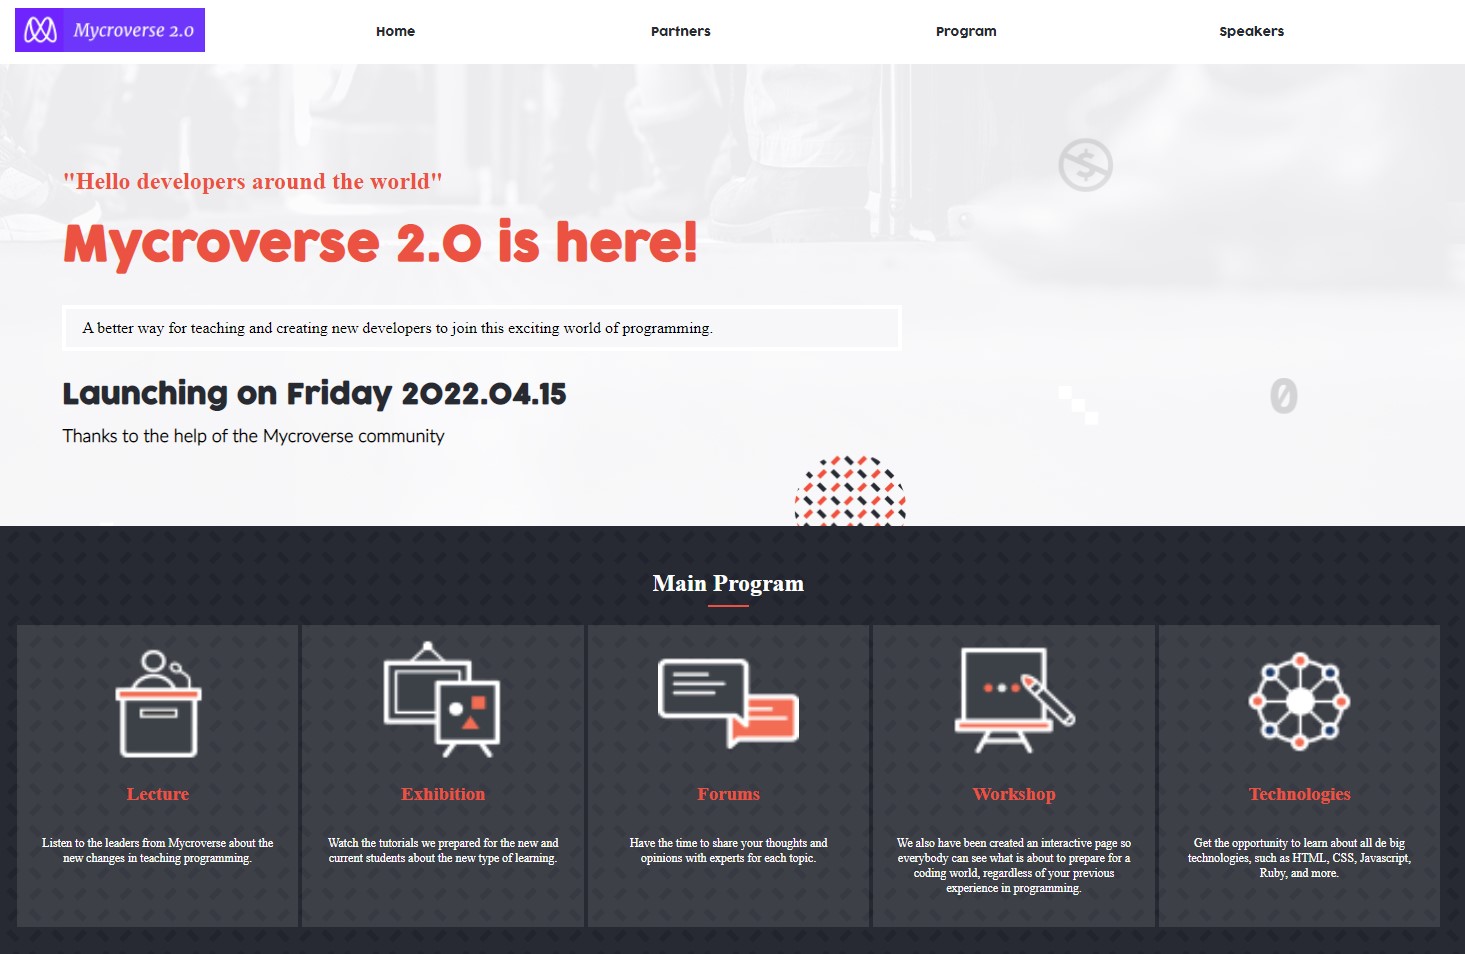 Mycroverse 2.0
Home
Partners
Program
Speakers
"Hello developers around the world"
Mycroverse 2.0 is here!
A better way for teaching and creating new developers to join this exciting world of programming.
Launching on Friday 2022.04.15
Thanks to the help of the Mycroverse community
0
Main Program
Lecture
Listen to the leaders from Mycroverse about the
new changes in teaching programming.
Exhibition
Watch the tutorials we prepared for the new and
current students about the new type of learning.
Forums
Have the time to share your thoughts and
opinions with experts for each topic.
Workshop
We also have been created an interactive page so
everybody can see what is about to prepare for a
coding world, regardless of your previous
experience in programming.
Technologies
Get the opportunity to learn about all de big
technologies, such as HTML, CSS, Javascript,
Ruby, and more.